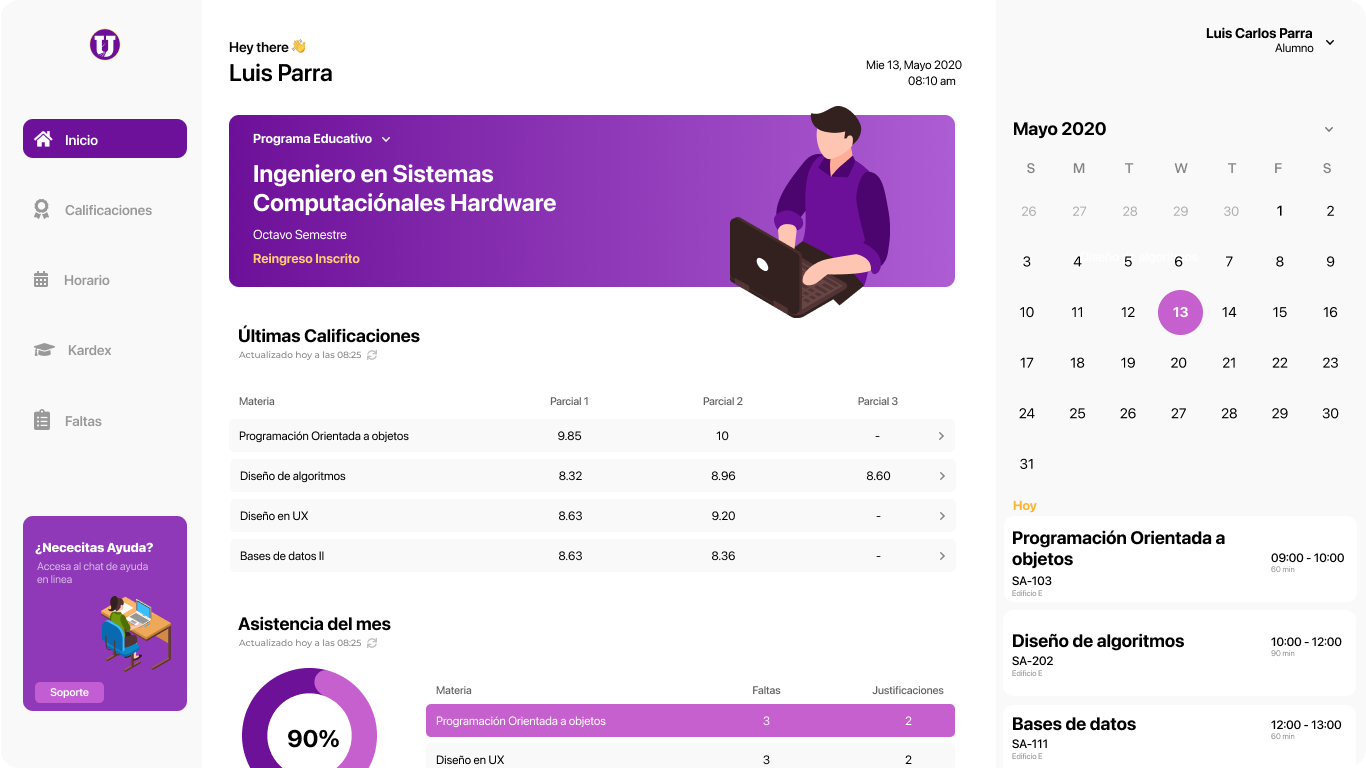 Inicio
Calificaciones
Horario
Kardex
Faltas
¿Nececitas Ayuda?
Accesa al chat de ayuda
en linea
Soporte
Hey there 👋
Luis Parra
Mie 13, Mayo 2020
08:10 am
Programa Educativo
Ingeniero en Sistemas
Computaciónales Hardware
Octavo Semestre
Reingreso Inscrito
Últimas Calificaciones
Actualizado hoy a las 08:25
Materia Parcial 1 Parcial 2 Parcial 3
Programación Orientada a objetos 9.85 10 -
Diseño de algoritmos 8.32 8.96 8.60
Diseño en UX 8.63 9.20 -
Bases de datos II 8.63 8.36 -
Asistencia del mes
Actualizado hoy a las 08:25
90%
Materia Faltas Justificaciones
Programación Orientada a objetos 3 2
Diseño en UX 3 2
Luis Carlos Parra
Alumno
Mayo 2020
S M T W T F S
26 27 28 29 30 1 2
3 4 5 6 7 8 9
10 11 12 13 14 15 16
17 18 19 20 21 22 23
24 25 26 27 28 29 30
31
Hoy
Programación Orientada a
objetos
09:00 - 10:00
60 min
SA-103
Edificio E
Diseño de algoritmos
10:00 - 12:00
90 min
SA-202
Edificio E
Bases de datos
12:00 - 13:00
60 min
SA-111
Edificio E